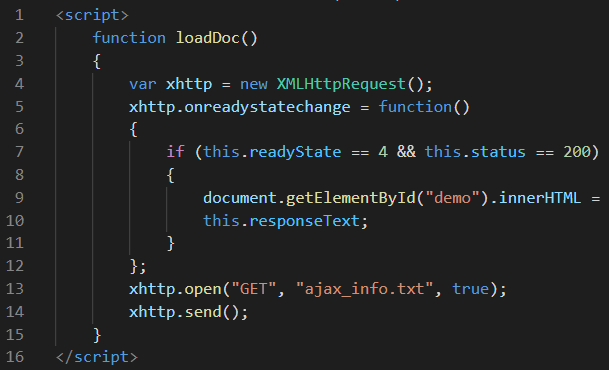 1 <script>
2 function loadDoc()
3 {
4 var xhttp = new XMLHttpRequest();
5 xhttp.onreadystatechange = function()
6 {
7 if (this.readyState == 4 && this.status == 200)
8 {
9 document.getElementById("demo").innerHTML =
10 this.responseText;
11 }
12 };
13 xhttp.open("GET", "ajax_info.txt", true);
14 xhttp.send();
15 }
16 </script>